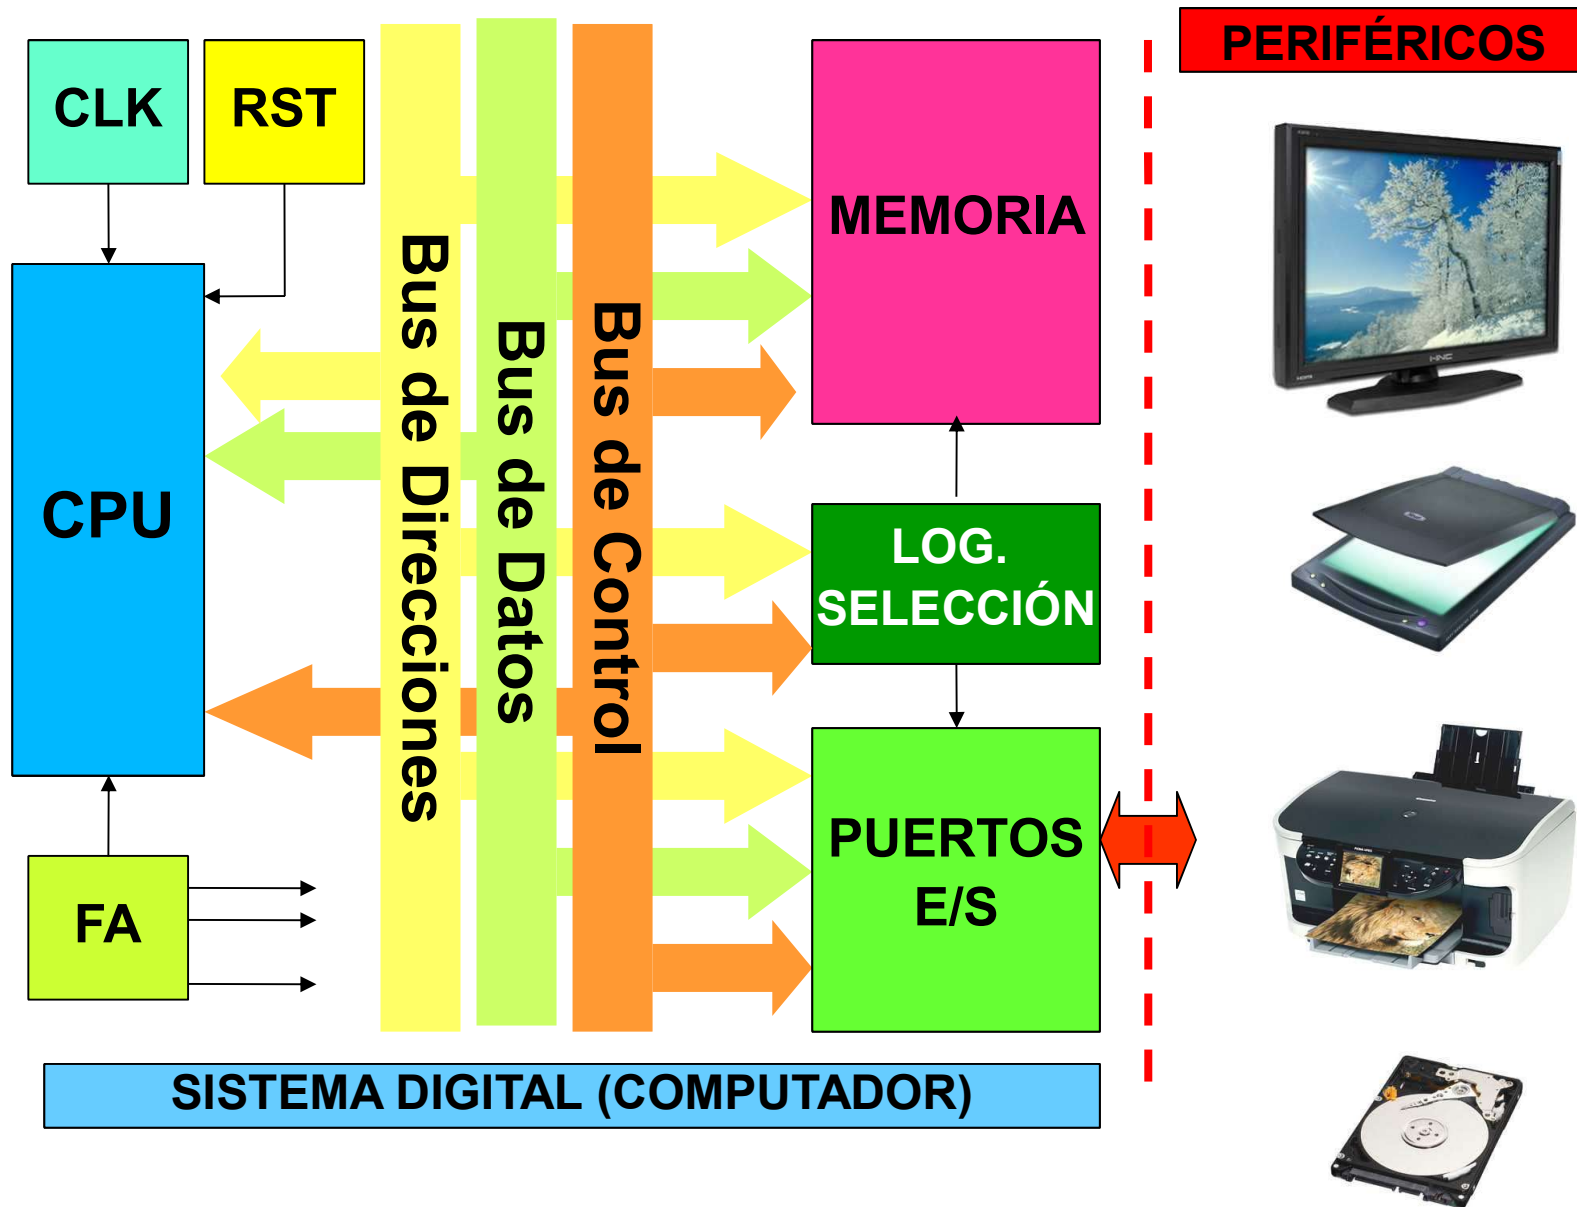 PERIFÉRICOS
CLK
RST
MEMORIA
Bus de Direcciones
Bus de Datos
Bus de Control
CPU
LOG.
SELECCIÓN
PUERTOS
E/S
FA
SISTEMA DIGITAL (COMPUTADOR)
HNC